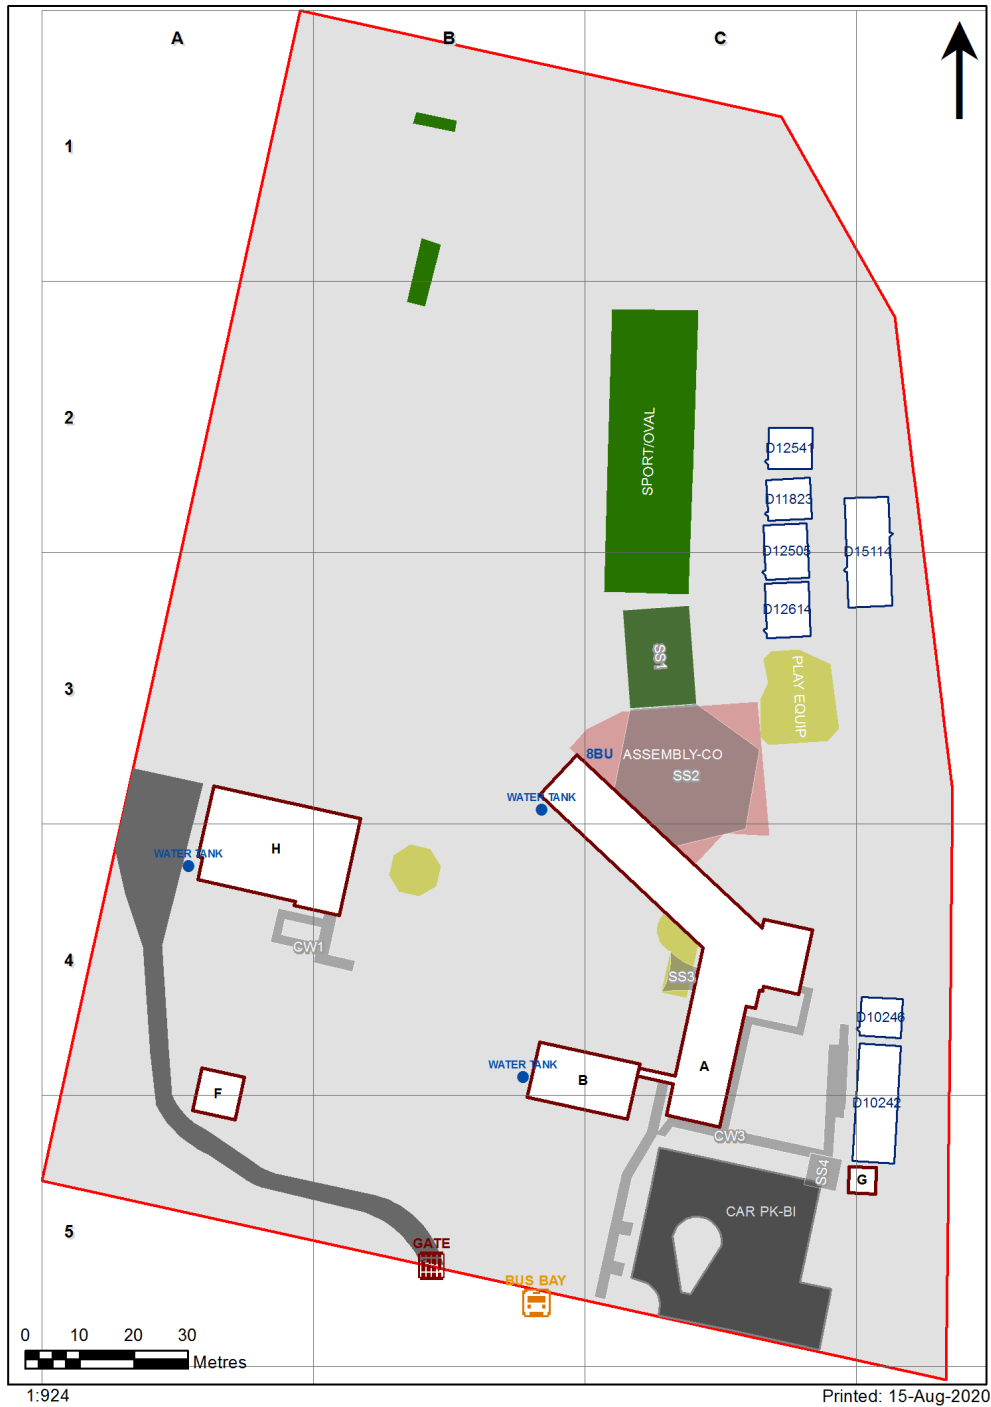 A
B
C
1
2
SPORT/OVAL
D12541
D11823
D12505
D15114
D12614
3
SS1
PLAY EQUIP
8BU
ASSEMBLY-CO
SS2
WATER TANK
H
WATER TANK
CW1
4
SS3
D10246
WATER TANK
B
A
F
D10242
CW3
SS4
G
CAR PK-BI
5
GATE
BUS BAY
0 10 20 30
Metres
1:924
Printed: 15-Aug-2020